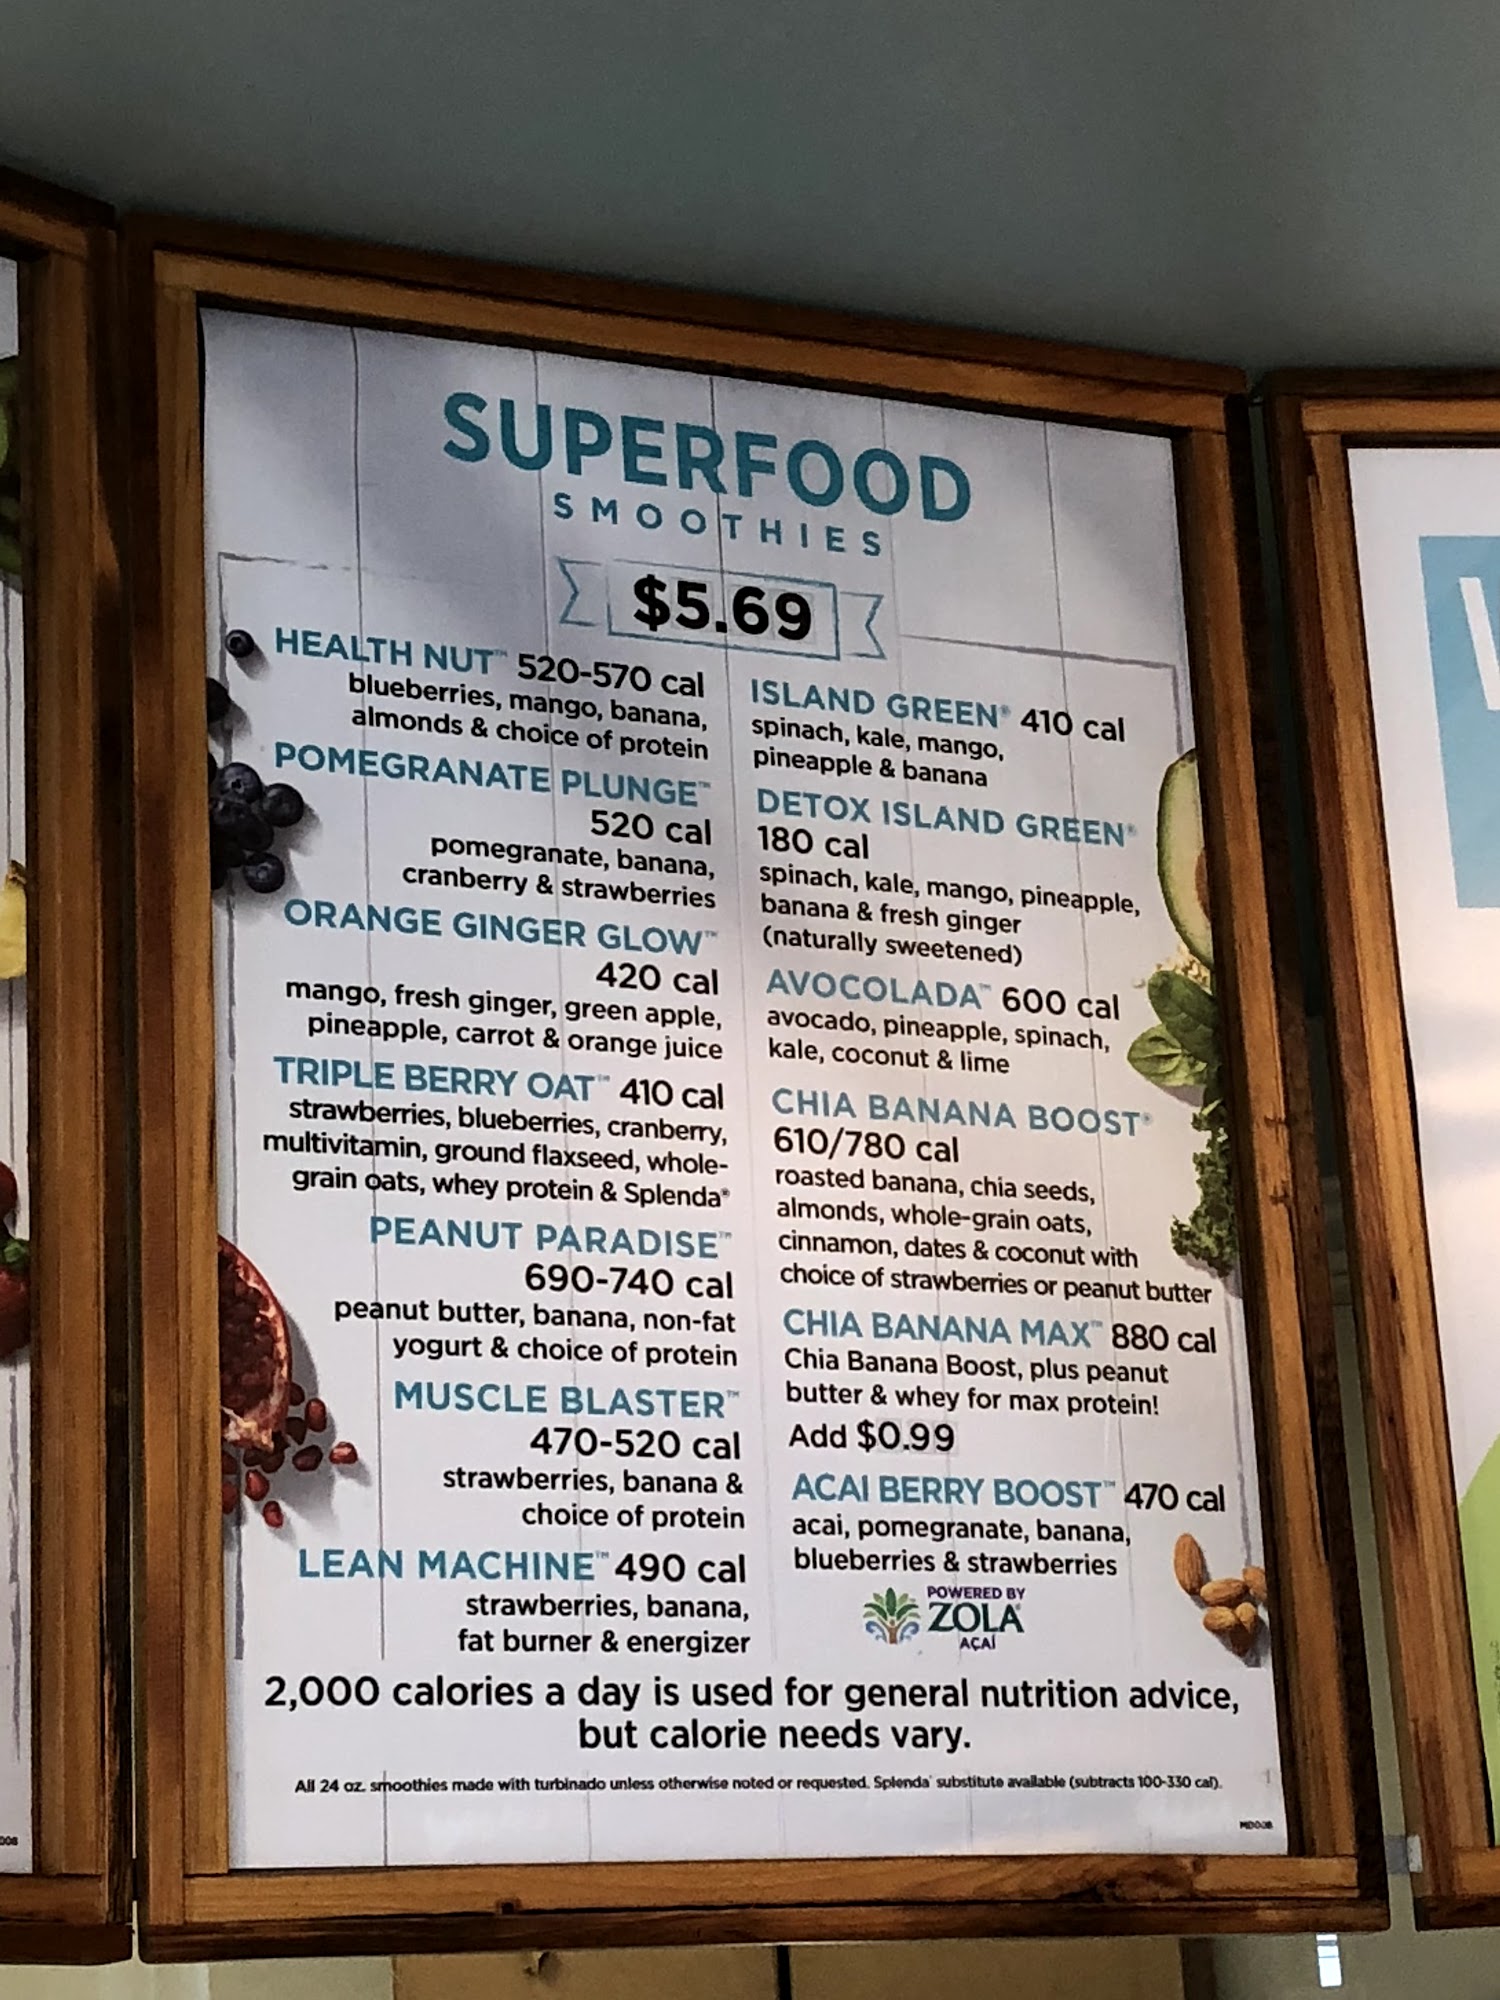 SUPERFOOD
SMOOTHIES
$5.69
HEALTH NUT™ 520-570 cal
blueberries, mango, banana,
almonds & choice of protein
POMEGRANATE PLUNGE™
520 cal
pomegranate, banana,
cranberry & strawberries
ORANGE GINGER GLOW™
420 cal
mango, fresh ginger, green apple,
pineapple, carrot & orange juice
TRIPLE BERRY OAT™ 410 cal
strawberries, blueberries, cranberry,
multivitamin, ground flaxseed, whole-
grain oats, whey protein & Splenda®
PEANUT PARADISE™
690-740 cal
peanut butter, banana, non-fat
yogurt & choice of protein
MUSCLE BLASTER™
470-520 cal
strawberries, banana &
choice of protein
LEAN MACHINE™ 490 cal
strawberries, banana,
fat burner & energizer
ISLAND GREEN® 410 cal
spinach, kale, mango,
pineapple & banana
DETOX ISLAND GREEN®
180 cal
spinach, kale, mango, pineapple,
banana & fresh ginger
(naturally sweetened)
AVOCOLADA™ 600 cal
avocado, pineapple, spinach,
kale, coconut & lime
CHIA BANANA BOOST®
610/780 cal
roasted banana, chia seeds,
almonds, whole-grain oats,
cinnamon, dates & coconut with
choice of strawberries or peanut butter
CHIA BANANA MAX™ 880 cal
Chia Banana Boost, plus peanut
butter & whey for max protein!
Add $0.99
ACAI BERRY BOOST™ 470 cal
acai, pomegranate, banana,
blueberries & strawberries
POWERED BY
ZOLA
AÇAÍ
2,000 calories a day is used for general nutrition advice,
but calorie needs vary.
All 24 oz. smoothies made with turbinado unless otherwise noted or requested. Splenda® substitute available (subtracts 100-330 cal).